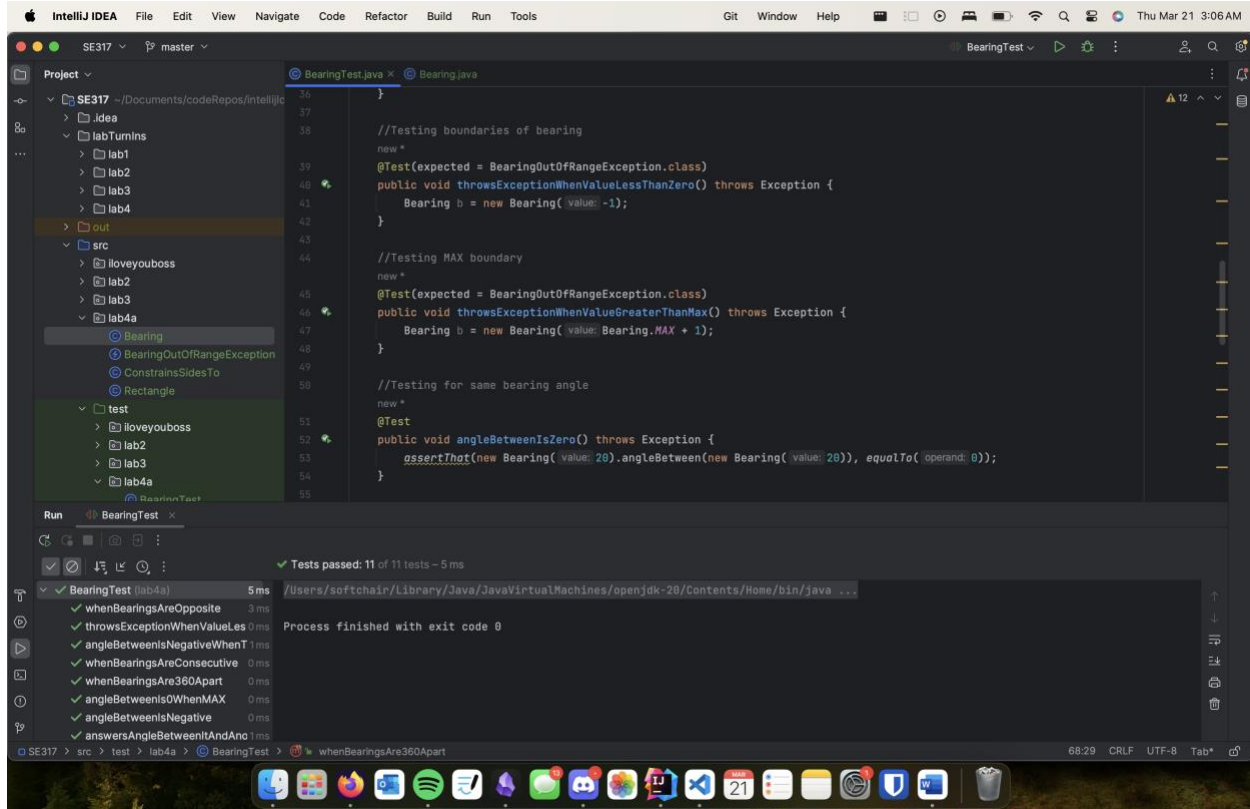 IntelliJ IDEA File Edit View Navigate Code Refactor Build Run Tools Git Window Help Thu Mar 21 3:06 AM
SE317 master BearingTest
Project
BearingTest.java Bearing.java
SE317 ~/Documents/codeRepos/intellijIc
.idea
labTurnIns
lab1
lab2
lab3
lab4
out
src
iloveyouboss
lab2
lab3
lab4a
Bearing
BearingOutOfRangeException
ConstrainsSidesTo
Rectangle
test
iloveyouboss
lab2
lab3
lab4a
BearingTest
12
36 }
37
38 //Testing boundaries of bearing
new *
39 @Test(expected = BearingOutOfRangeException.class)
40 public void throwsExceptionWhenValueLessThanZero() throws Exception {
41 Bearing b = new Bearing( value: -1);
42 }
43
44 //Testing MAX boundary
new *
45 @Test(expected = BearingOutOfRangeException.class)
46 public void throwsExceptionWhenValueGreaterThanMax() throws Exception {
47 Bearing b = new Bearing( value: Bearing.MAX + 1);
48 }
49
50 //Testing for same bearing angle
new *
51 @Test
52 public void angleBetweenIsZero() throws Exception {
53 assertThat(new Bearing( value: 20).angleBetween(new Bearing( value: 20)), equalTo( operand: 0));
54 }
55
Run BearingTest
Tests passed: 11 of 11 tests – 5 ms
BearingTest (lab4a) 5 ms
whenBearingsAreOpposite 3 ms
throwsExceptionWhenValueLes 0 ms
angleBetweenIsNegativeWhenT 1 ms
whenBearingsAreConsecutive 0 ms
whenBearingsAre360Apart 0 ms
angleBetweenIs0WhenMAX 0 ms
angleBetweenIsNegative 0 ms
answersAngleBetweenItAndAno 1 ms
/Users/softchair/Library/Java/JavaVirtualMachines/openjdk-20/Contents/Home/bin/java ...
Process finished with exit code 0
SE317 > src > test > lab4a > BearingTest > whenBearingsAre360Apart 68:29 CRLF UTF-8 Tab*
13 MAR 21 1